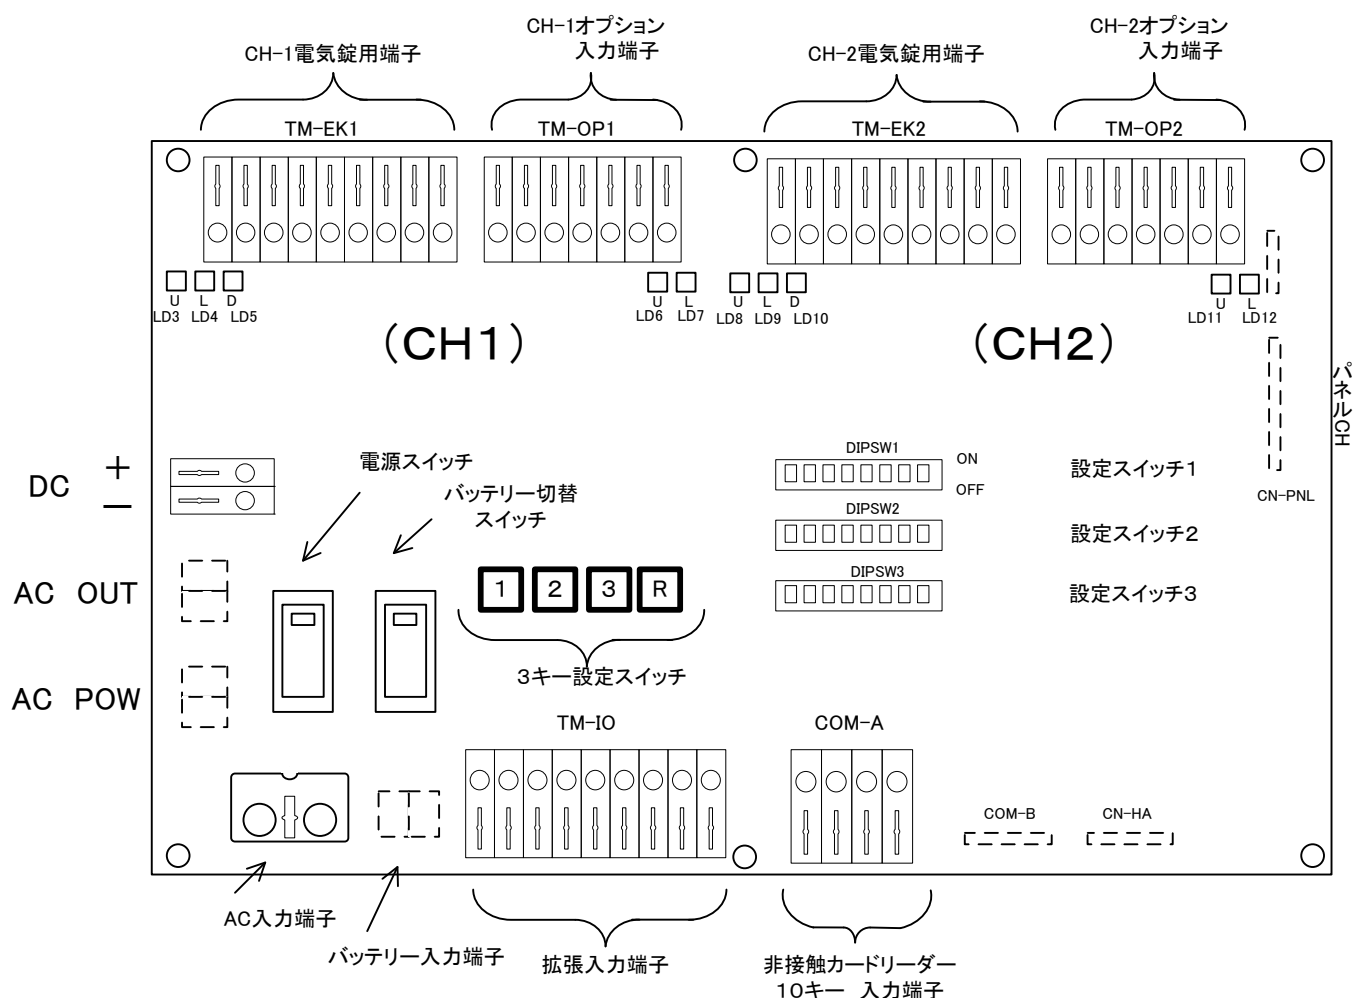 CH-1電気錠用端子
CH-1オプション
入力端子
CH-2電気錠用端子
CH-2オプション
入力端子
TM-EK1
TM-OP1
TM-EK2
TM-OP2
U L D
LD3 LD4 LD5
U L
LD6 LD7
U L D
LD8 LD9 LD10
U L
LD11 LD12
(CH1)
(CH2)
パネルCH
CN-PNL
DC + −
電源スイッチ
バッテリー切替
スイッチ
DIPSW1
ON
OFF
設定スイッチ1
DIPSW2
設定スイッチ2
DIPSW3
設定スイッチ3
AC OUT
1 2 3 R
3キー設定スイッチ
AC POW
TM-IO
COM-A
COM-B
CN-HA
AC入力端子
バッテリー入力端子
拡張入力端子
非接触カードリーダー
10キー 入力端子